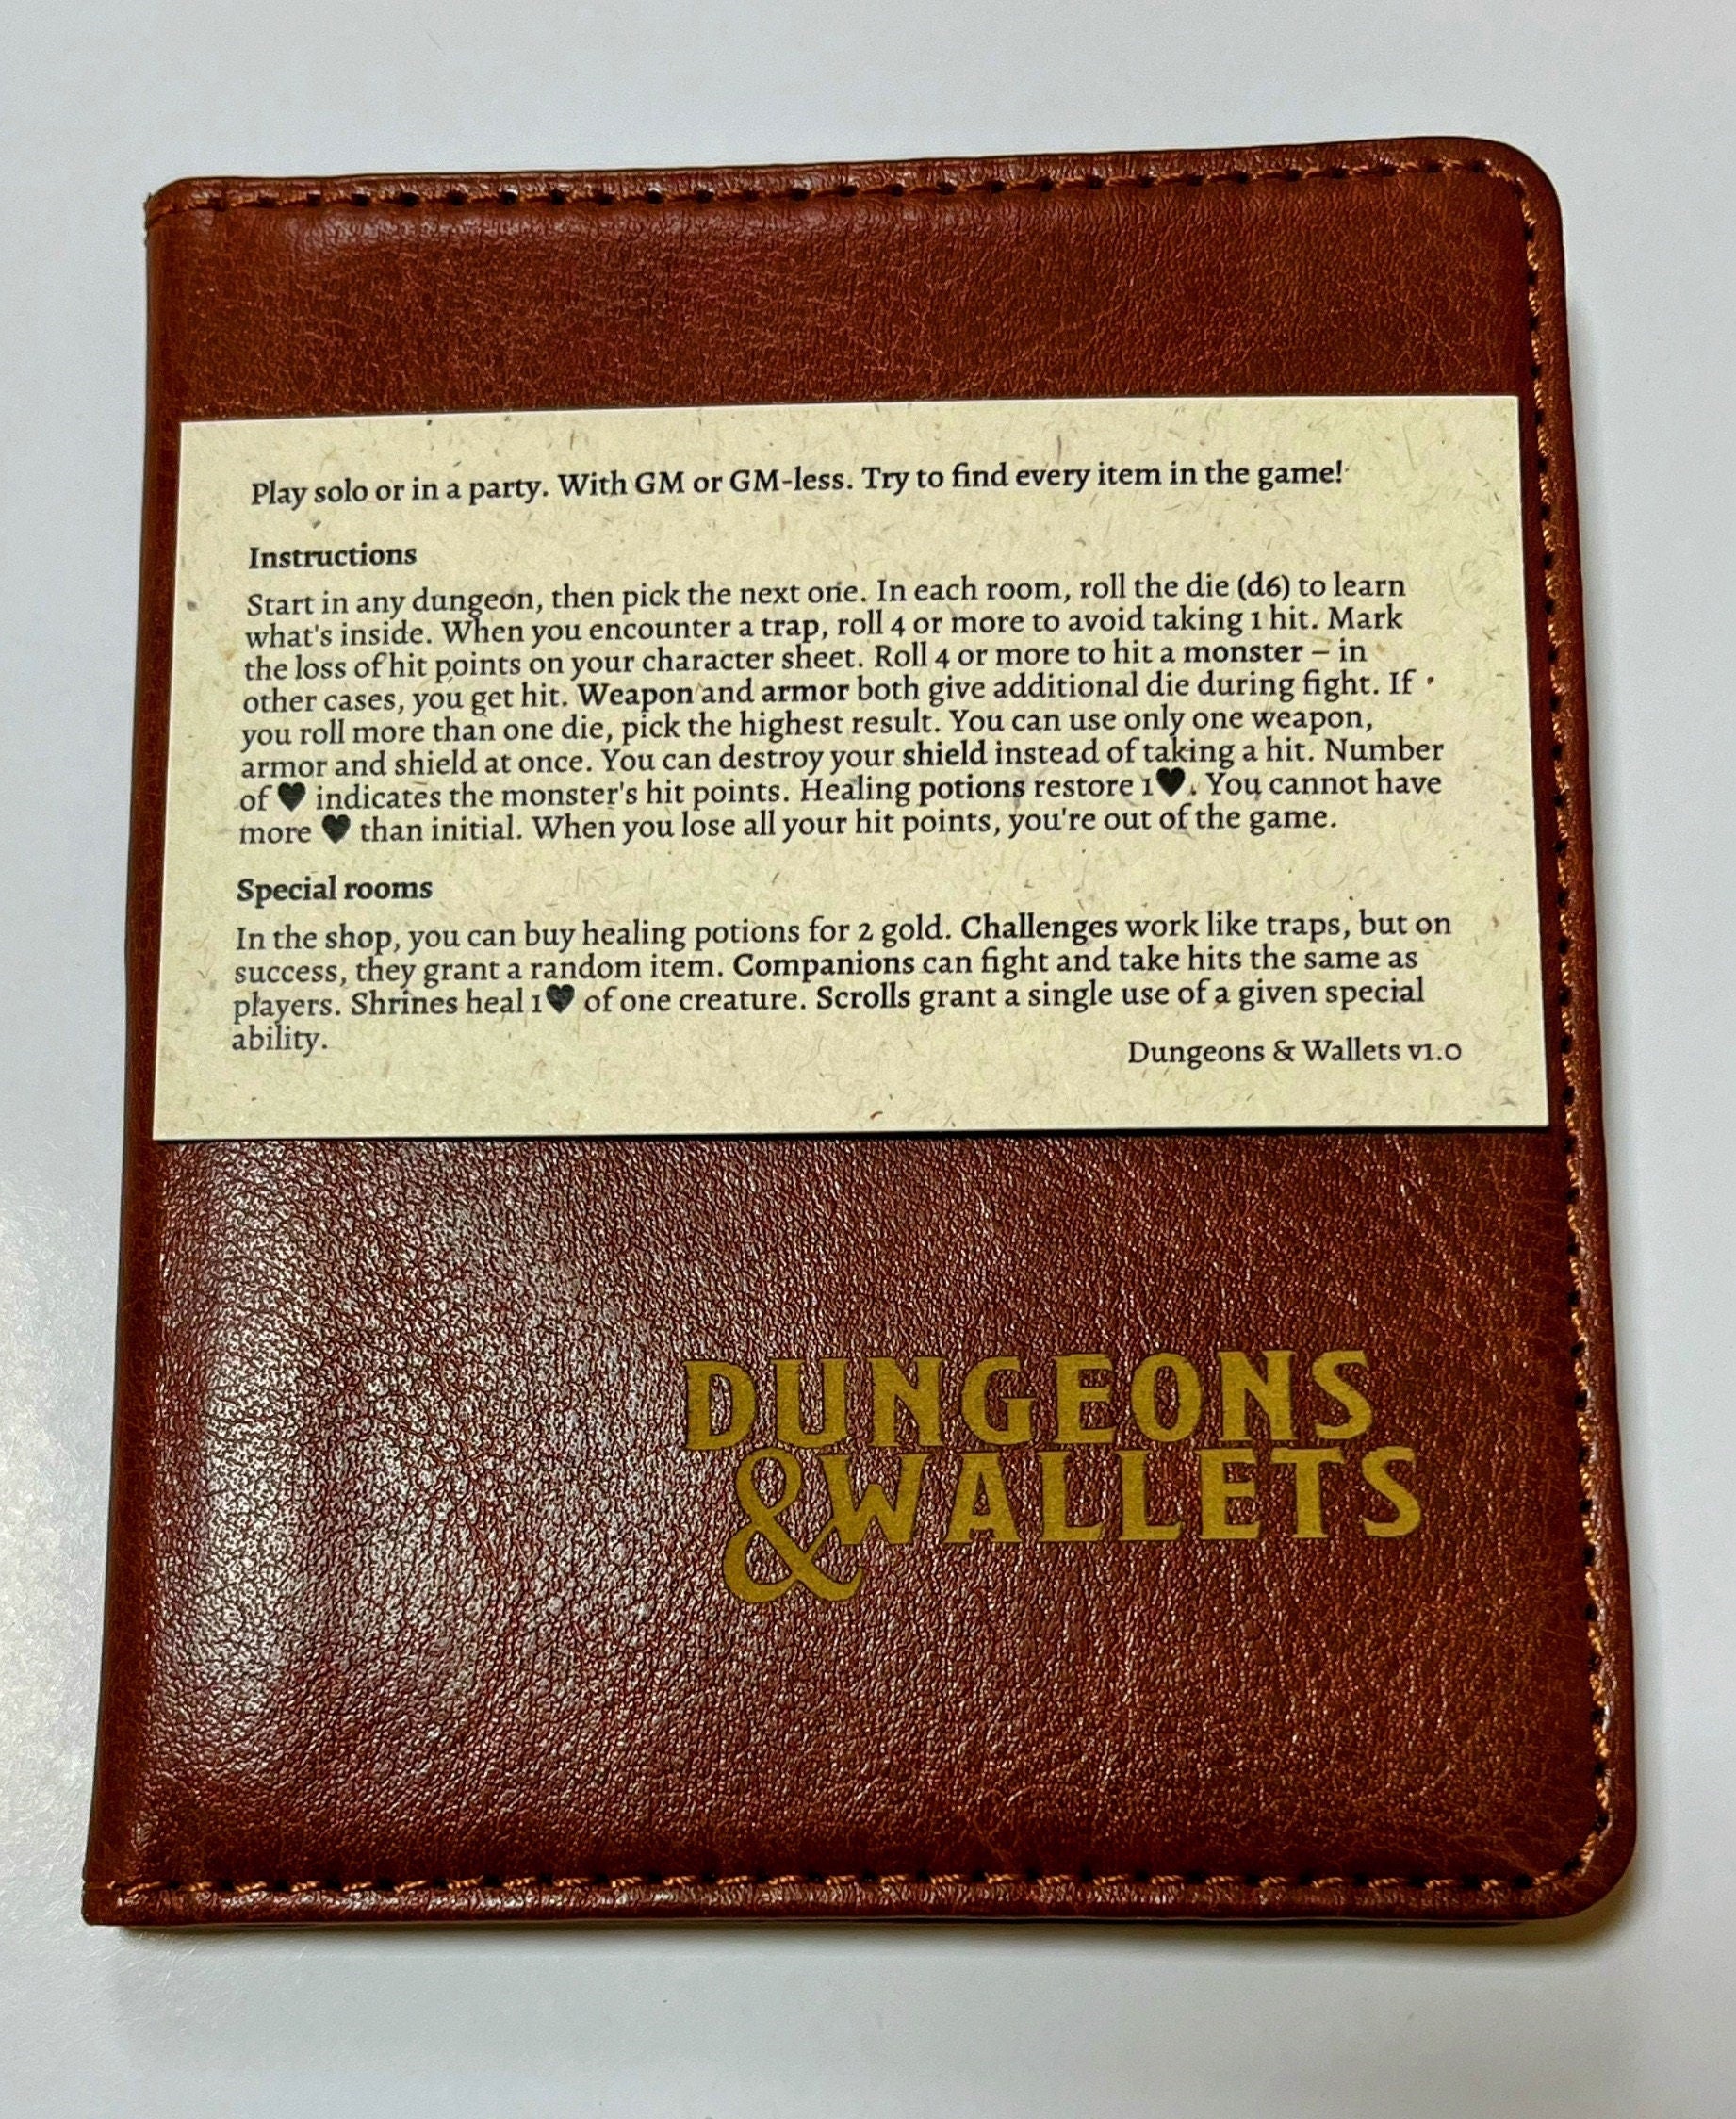 Play solo or in a party. With GM or GM-less. Try to find every item in the game!
Instructions
Start in any dungeon, then pick the next one. In each room, roll the die (d6) to learn
what's inside. When you encounter a trap, roll 4 or more to avoid taking 1 hit. Mark
the loss of hit points on your character sheet. Roll 4 or more to hit a monster – in
other cases, you get hit. Weapon and armor both give additional die during fight. If
you roll more than one die, pick the highest result. You can use only one weapon,
armor and shield at once. You can destroy your shield instead of taking a hit. Number
of ♥ indicates the monster's hit points. Healing potions restore 1♥. You cannot have
more ♥ than initial. When you lose all your hit points, you're out of the game.
Special rooms
In the shop, you can buy healing potions for 2 gold. Challenges work like traps, but on
success, they grant a random item. Companions can fight and take hits the same as
players. Shrines heal 1♥ of one creature. Scrolls grant a single use of a given special
ability.
Dungeons & Wallets v1.0
DUNGEONS
&WALLETS